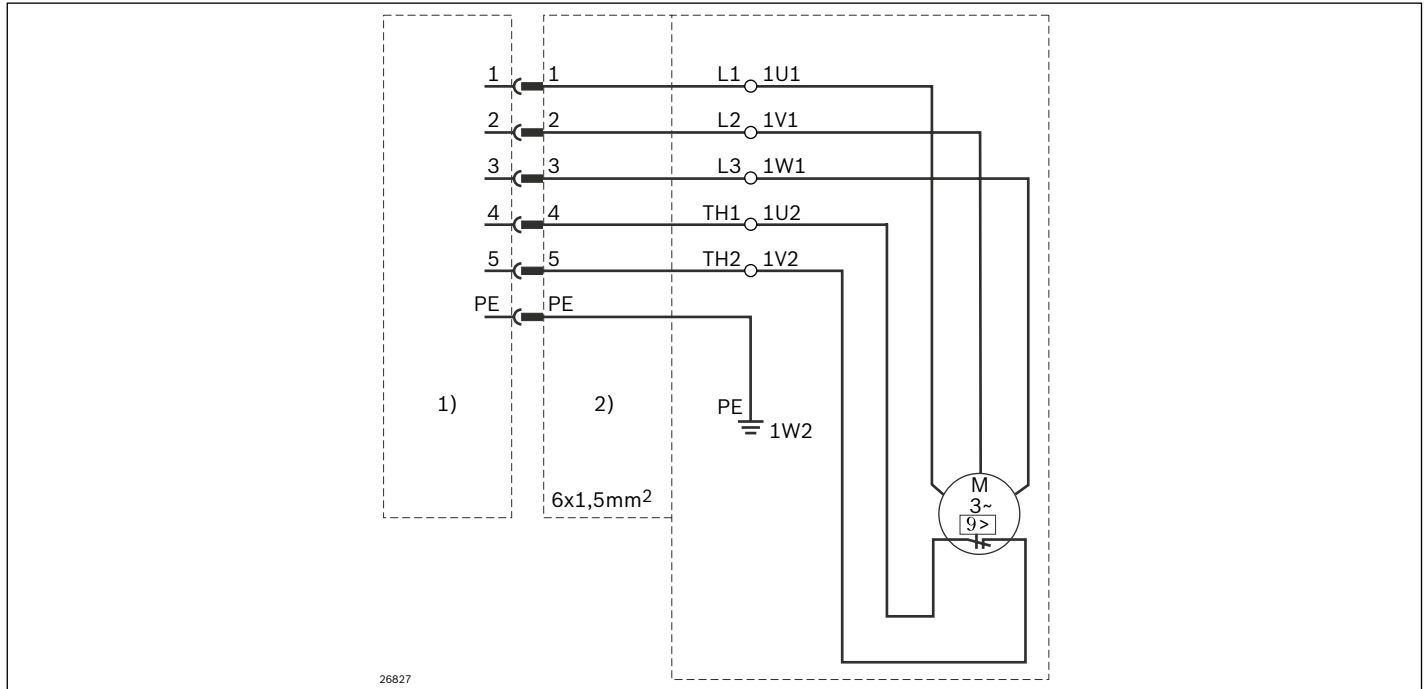 1 1 L1 1U1
2 2 L2 1V1
3 3 L3 1W1
4 4 TH1 1U2
5 5 TH2 1V2
PE PE
1) 2) PE
1W2
6x1,5mm²
M
3~
9>
26827